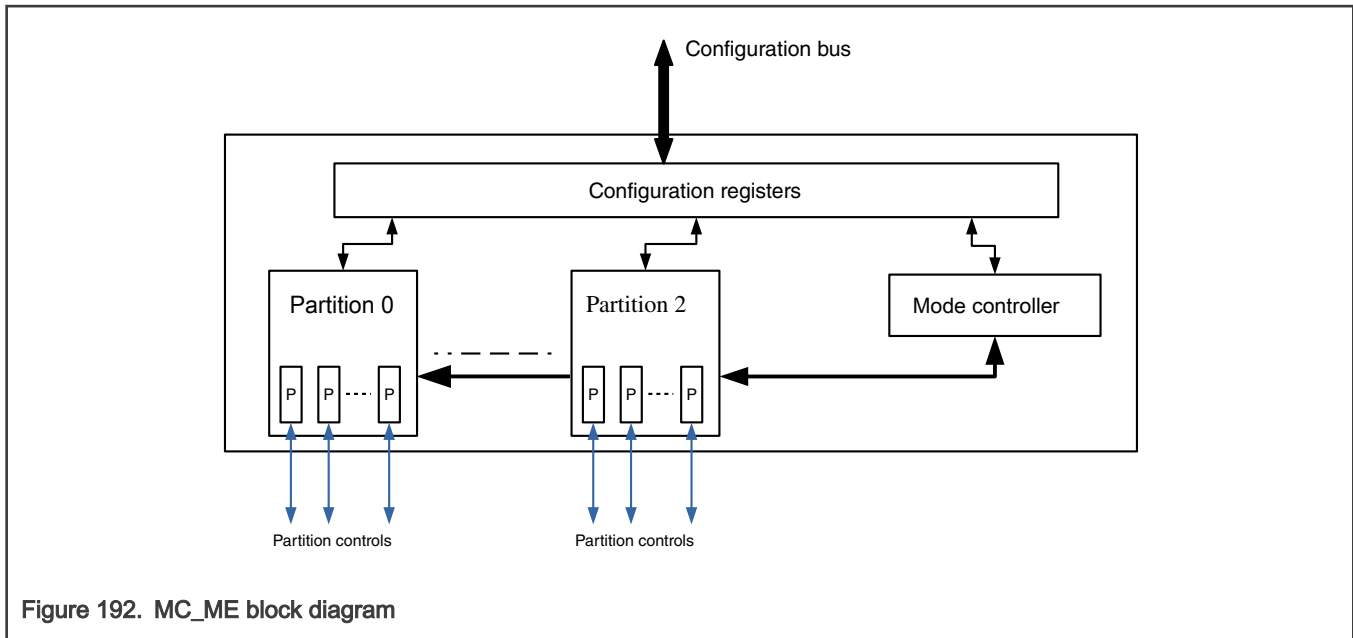 Configuration bus
Configuration registers
Partition 0
Partition 2
Mode controller
P P P
P P P
Partition controls
Partition controls
Figure 192. MC_ME block diagram